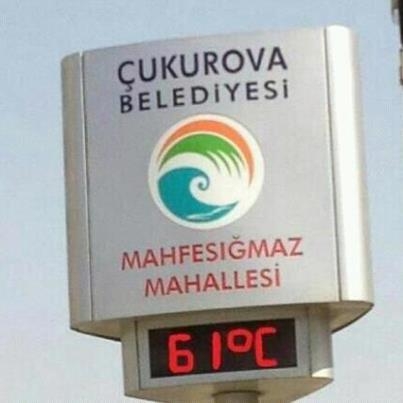 ÇUKUROVA
BELEDİYESİ
MAHFESIĞMAZ
MAHALLESİ
61°C